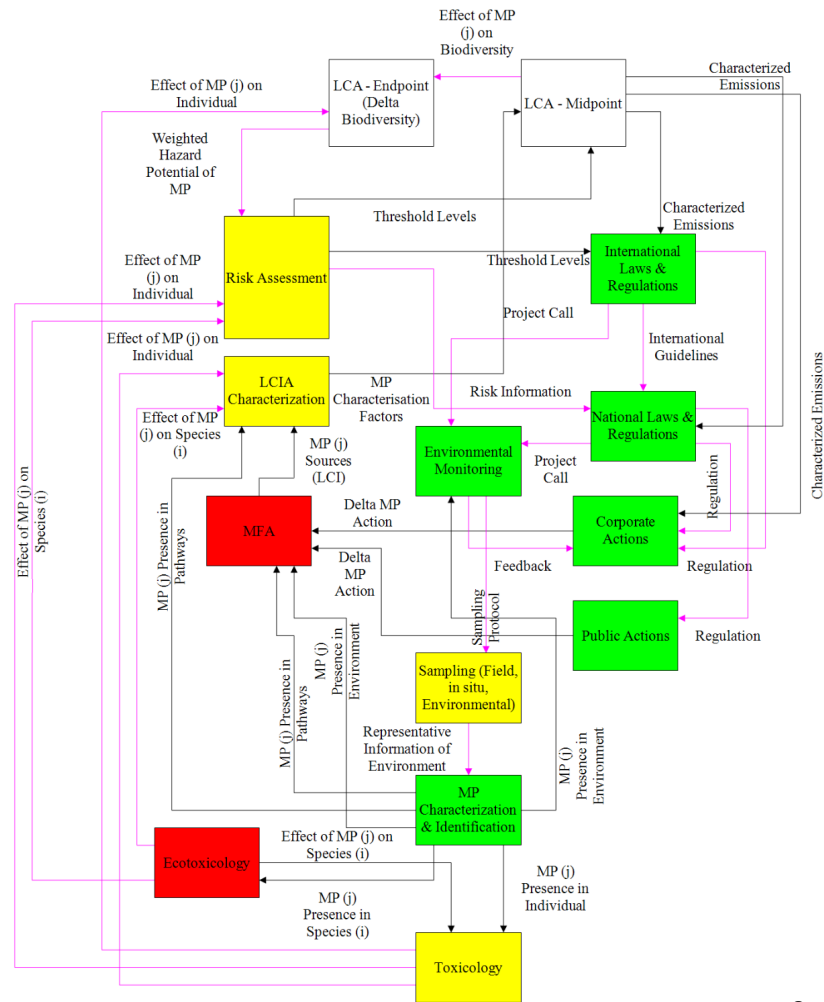 Effect of MP
(j) on
Biodiversity
Effect of MP (j) on
Individual
LCA - Endpoint
(Delta
Biodiversity)
LCA - Midpoint
Characterized
Emissions
Weighted
Hazard
Potential of
MP
Threshold Levels
Characterized
Emissions
Effect of MP
(j) on
Individual
Risk Assessment
Threshold Levels
International
Laws &
Regulations
Project Call
International
Guidelines
Effect of MP (j) on
Individual
LCIA
Characterization
MP
Characterisation
Factors
Risk Information
National Laws &
Regulations
Characterized Emissions
Effect of MP
(j) on Species
(i)
MP (j)
Sources
(LCI)
Environmental
Monitoring
Project
Call
Regulation
Effect of MP (j) on
Species (i)
MP (j) Presence in
Pathways
MFA
Delta MP
Action
Corporate
Actions
Delta
MP
Action
Feedback
Regulation
Sampling
Protocol
Public Actions
Regulation
MP (j) Presence in
Pathways
MP (j)
Presence in
Environment
Sampling (Field,
in situ,
Environmental)
Representative
Information of
Environment
MP (j)
Presence in
Environment
MP
Characterization
& Identification
Ecotoxicology
Effect of MP (j) on
Species (i)
MP (j)
Presence in
Species (i)
MP (j)
Presence in
Individual
Toxicology